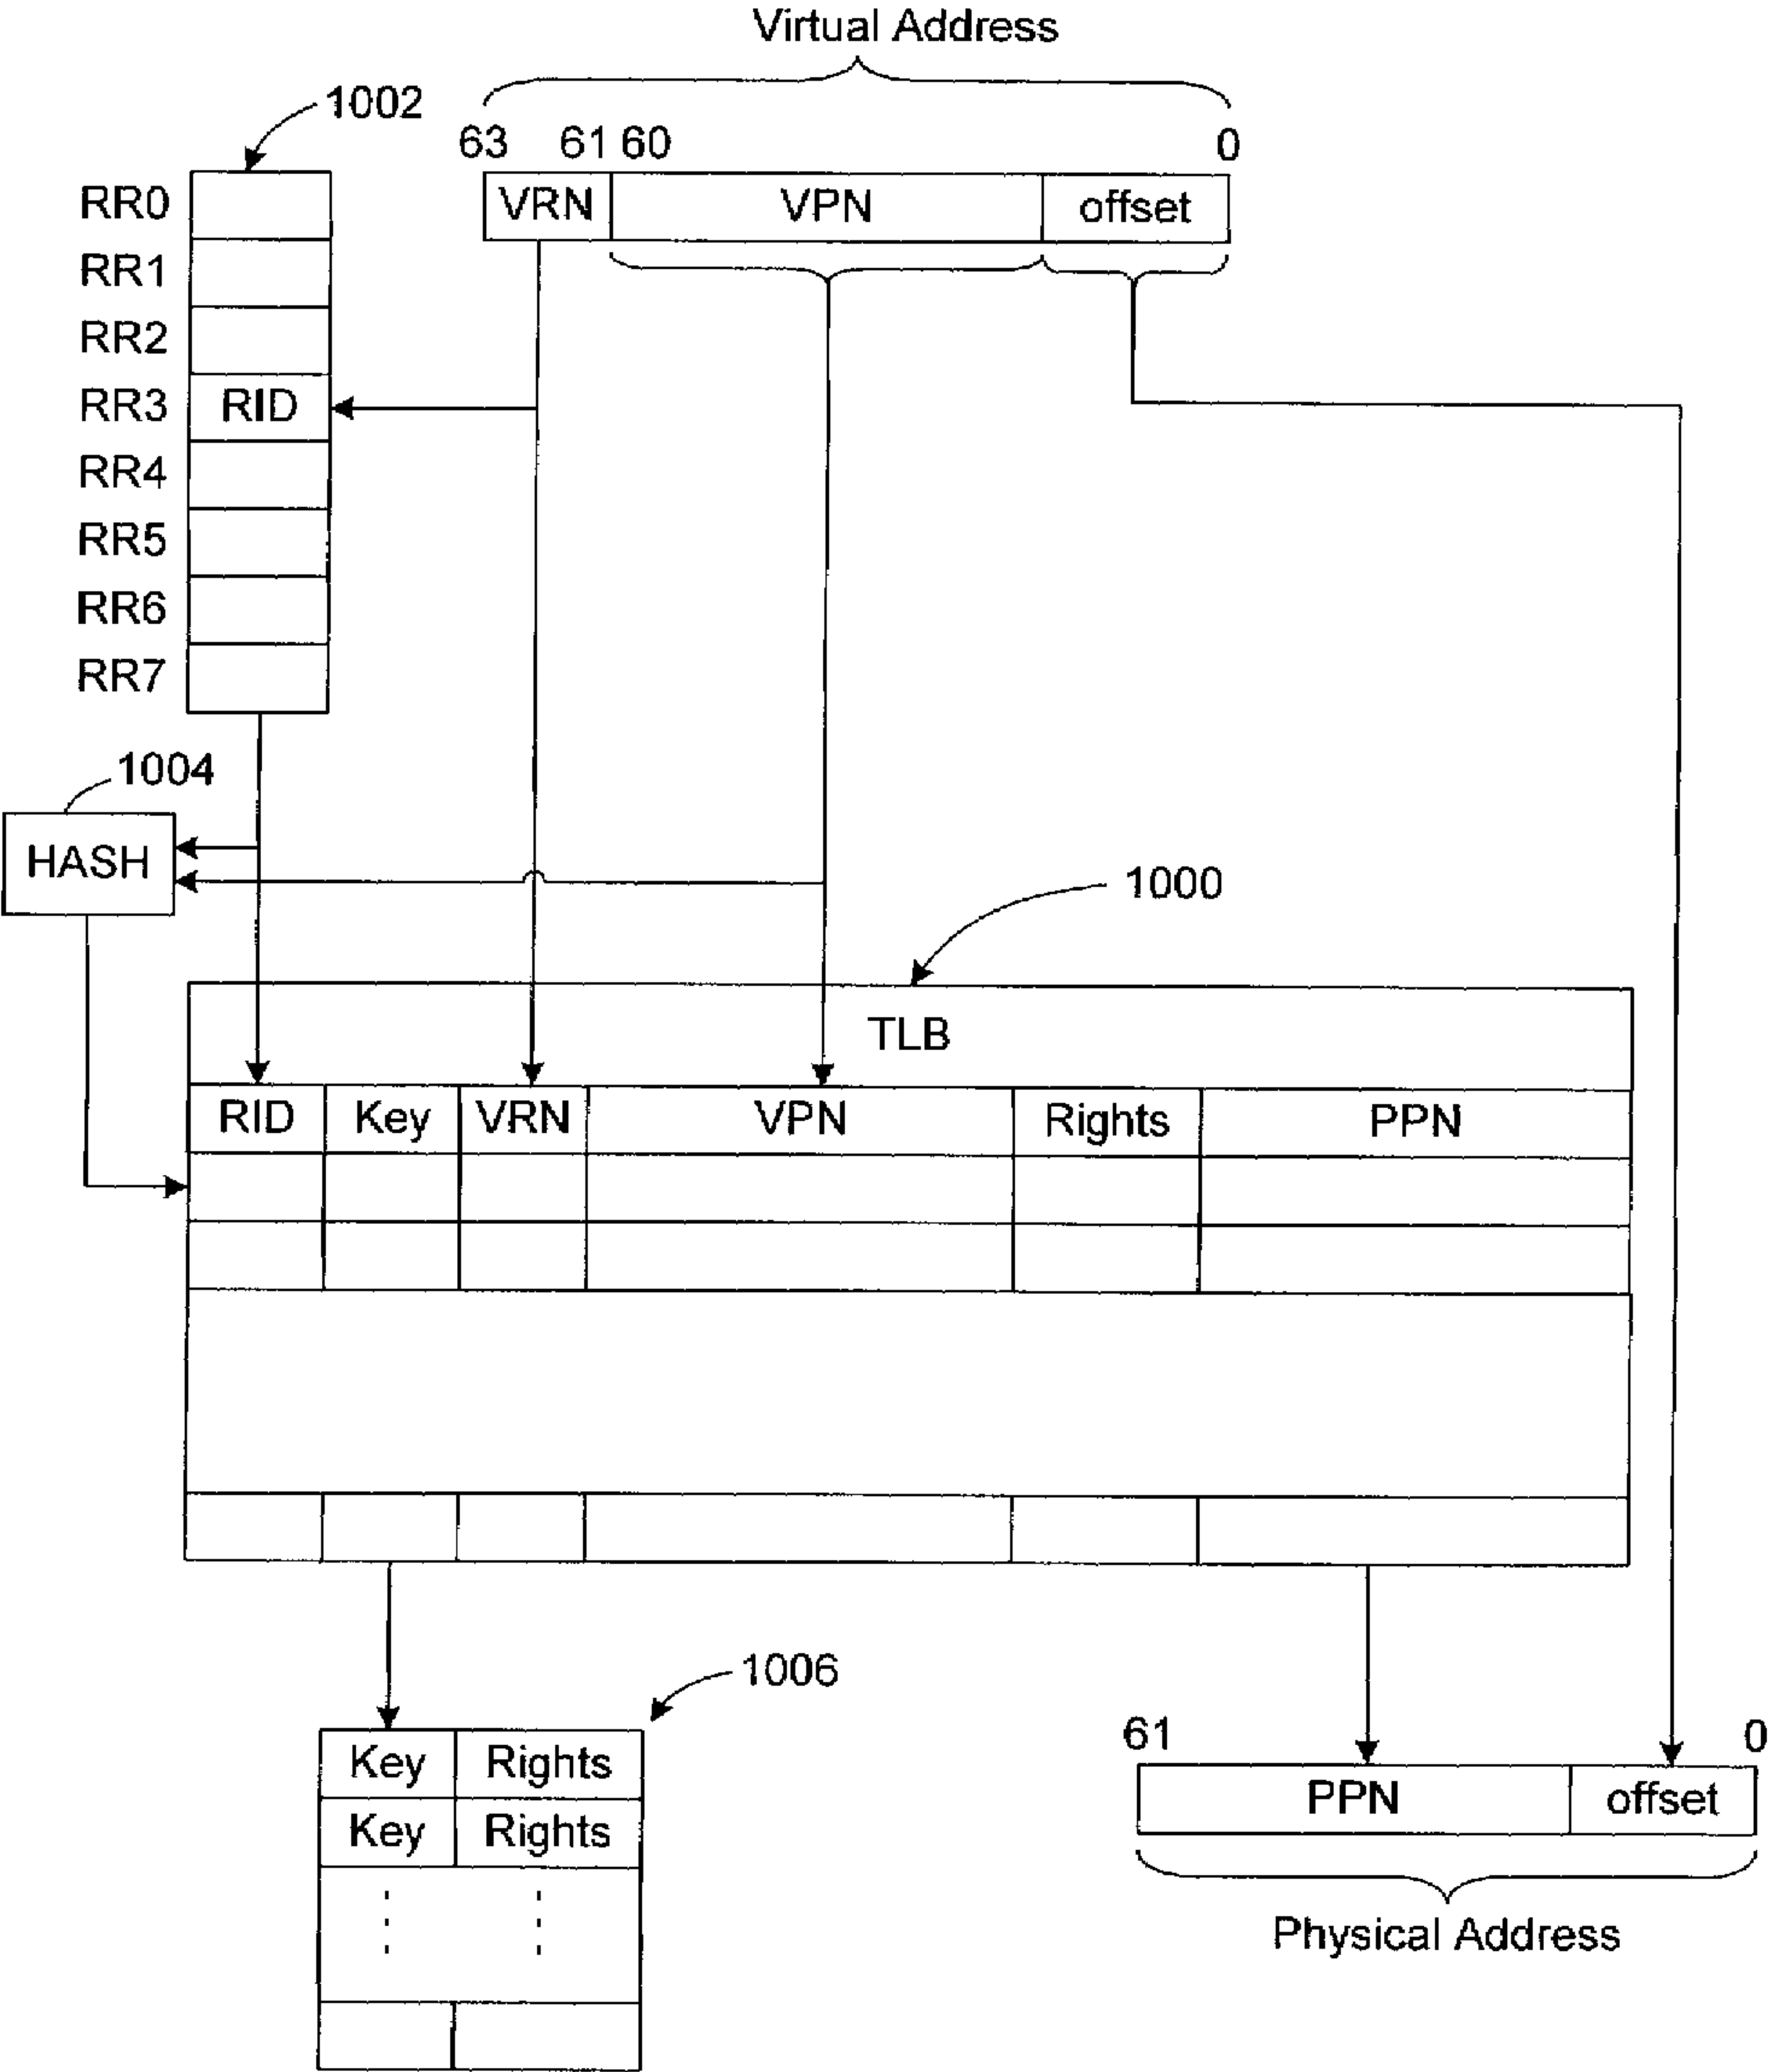 Virtual Address
1002
63 61 60 0
RR0 VRN VPN offset
RR1
RR2
RR3 RID
RR4
RR5
RR6
RR7
1004
HASH
1000
TLB
RID Key VRN VPN Rights PPN
1006
61 0
Key Rights PPN offset
Key Rights
Physical Address